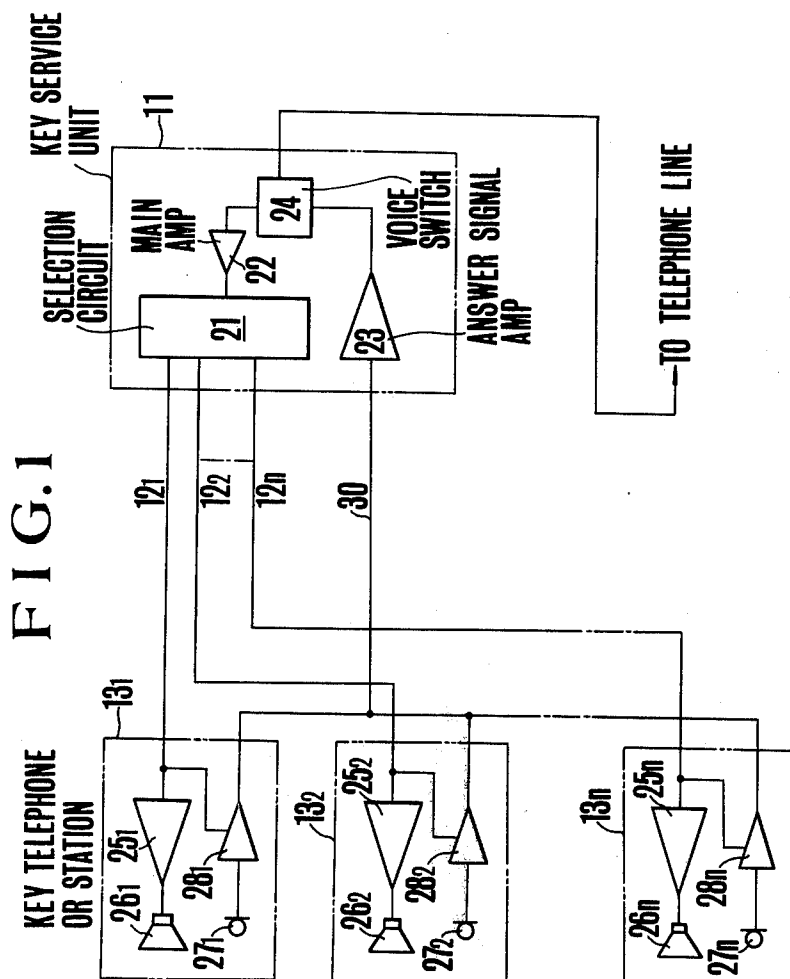 FIG.1
KEY TELEPHONE
OR STATION
KEY SERVICE
UNIT
11
SELECTION
CIRCUIT
MAIN
AMP
21
22
24
VOICE
SWITCH
23
ANSWER SIGNAL
AMP
TO TELEPHONE LINE
121
122
12n
30
131
251
261
281
271
132
252
262
282
272
13n
25n
26n
28n
27n